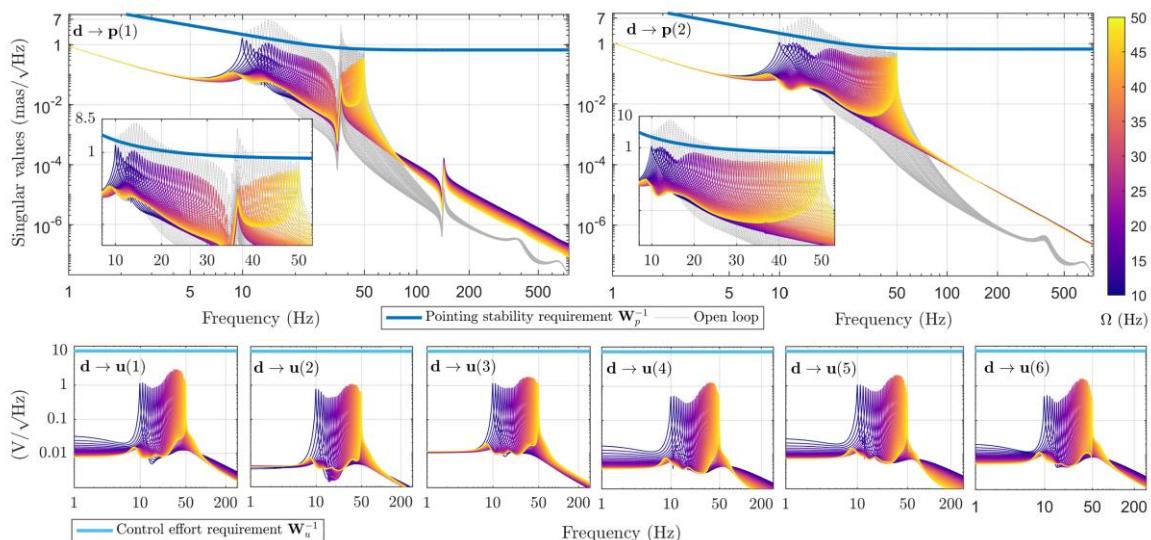 d → p(1)
Singular values (mas/√Hz)
7
1
10⁻²
10⁻⁴
10⁻⁶
8.5
1
10 20 30 40 50
1 5 10 50 100 200 500
Frequency (Hz)
d → p(2)
7
1
10⁻²
10⁻⁴
10⁻⁶
10
1
10 20 30 40 50
1 5 10 50 100 200 500
Frequency (Hz)
50
45
40
35
30
25
20
15
10
Ω (Hz)
Pointing stability requirement W_p⁻¹ Open loop
(V/√Hz)
10
1
0.1
0.01
d → u(1)
1 10 50 200
d → u(2)
1 10 50 200
d → u(3)
1 10 50 200
d → u(4)
1 10 50 200
d → u(5)
1 10 50 200
d → u(6)
1 10 50 200
Control effort requirement W_u⁻¹
Frequency (Hz)